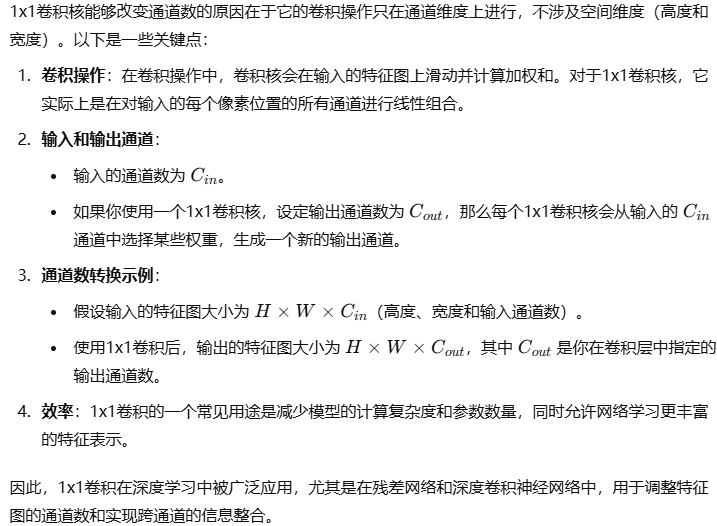 1x1卷积核能够改变通道数的原因在于它的卷积操作只在通道维度上进行，不涉及空间维度（高度和
宽度）。以下是一些关键点：
1. 卷积操作：在卷积操作中，卷积核会在输入的特征图上滑动并计算加权和。对于1x1卷积核，它
实际上是在对输入的每个像素位置的所有通道进行线性组合。
2. 输入和输出通道：
• 输入的通道数为 C_{in}。
• 如果你使用一个1x1卷积核，设定输出通道数为 C_{out}，那么每个1x1卷积核会从输入的 C_{in}
通道中选择某些权重，生成一个新的输出通道。
3. 通道数转换示例：
• 假设输入的特征图大小为 H × W × C_{in}（高度、宽度和输入通道数）。
• 使用1x1卷积后，输出的特征图大小为 H × W × C_{out}，其中 C_{out} 是你在卷积层中指定的
输出通道数。
4. 效率：1x1卷积的一个常见用途是减少模型的计算复杂度和参数数量，同时允许网络学习更丰富
的特征表示。
因此，1x1卷积在深度学习中被广泛应用，尤其是在残差网络和深度卷积神经网络中，用于调整特征
图的通道数和实现跨通道的信息整合。